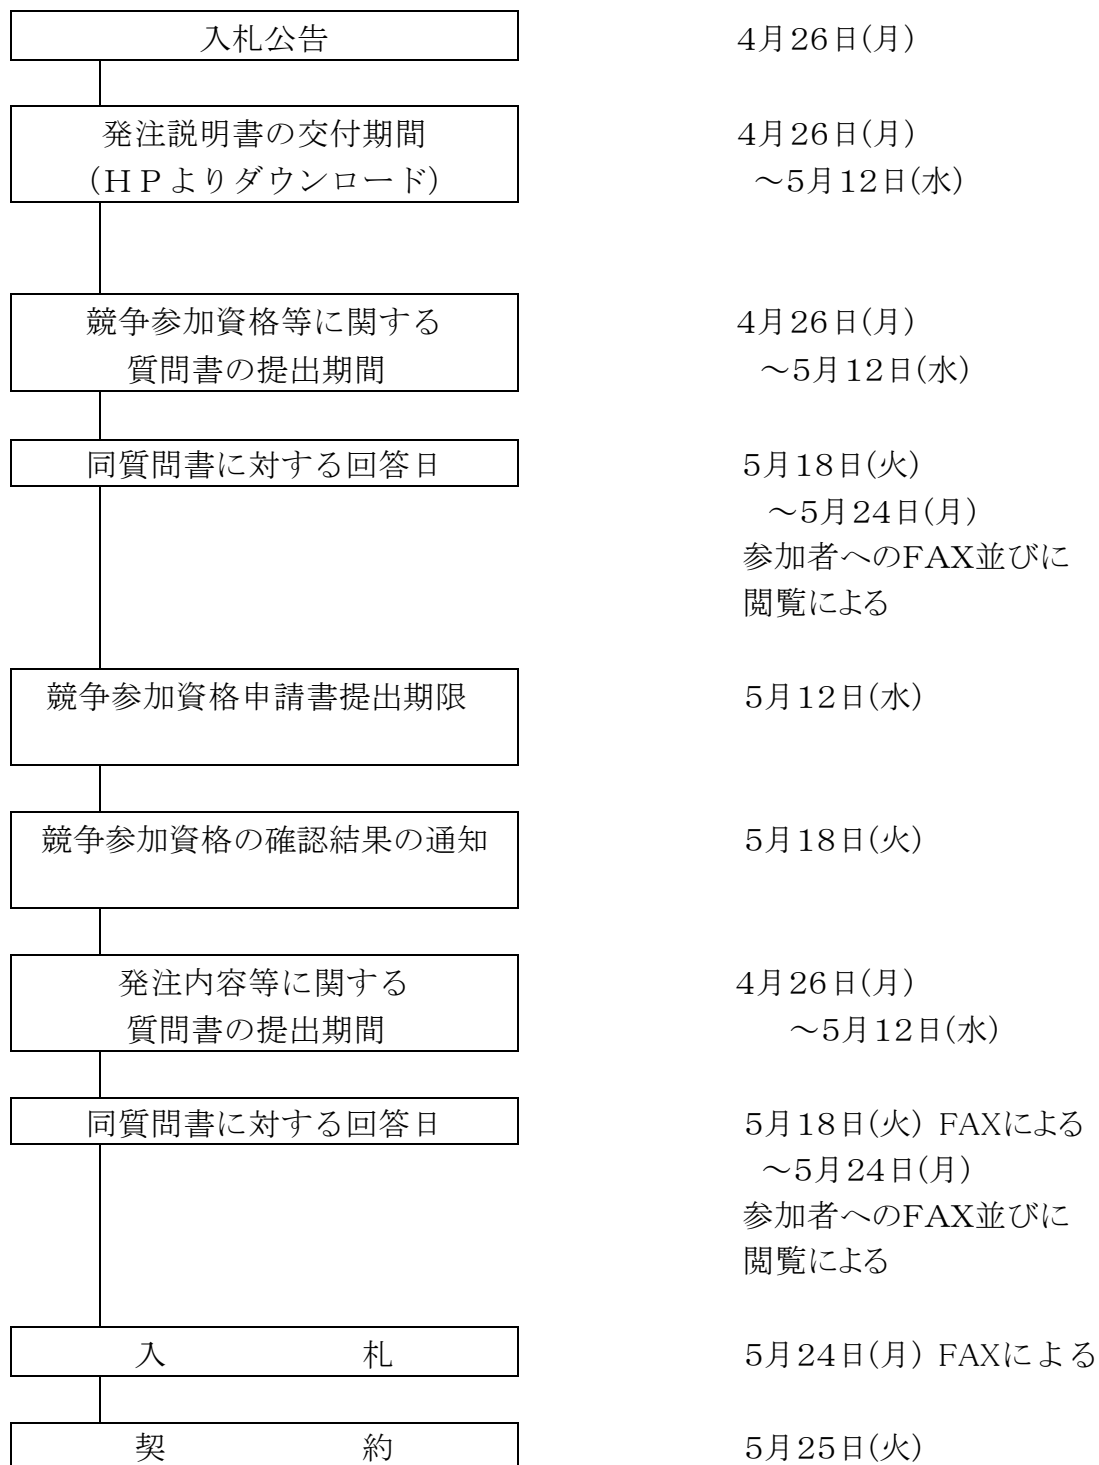 入札公告 4月26日(月)
発注説明書の交付期間 4月26日(月)
(HPよりダウンロード) ～5月12日(水)
競争参加資格等に関する 4月26日(月)
質問書の提出期間 ～5月12日(水)
同質問書に対する回答日 5月18日(火)
～5月24日(月)
参加者へのFAX並びに
閲覧による
競争参加資格申請書提出期限 5月12日(水)
競争参加資格の確認結果の通知 5月18日(火)
発注内容等に関する 4月26日(月)
質問書の提出期間 ～5月12日(水)
同質問書に対する回答日 5月18日(火) FAXによる
～5月24日(月)
参加者へのFAX並びに
閲覧による
入 札 5月24日(月) FAXによる
契 約 5月25日(火)